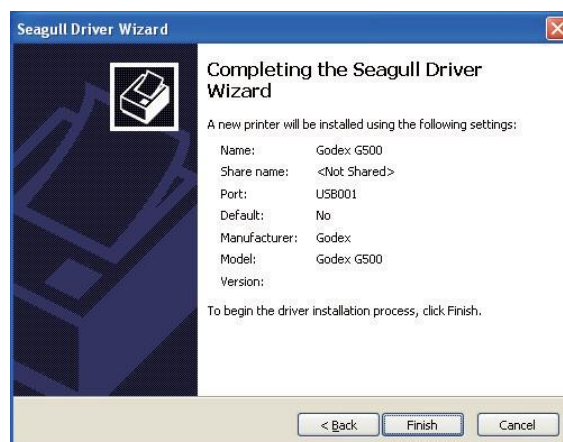 Seagull Driver Wizard
Completing the Seagull Driver
Wizard
A new printer will be installed using the following settings:
Name: Godex G500
Share name: <Not Shared>
Port: USB001
Default: No
Manufacturer: Godex
Model: Godex G500
Version:
To begin the driver installation process, click Finish.
< Back Finish Cancel